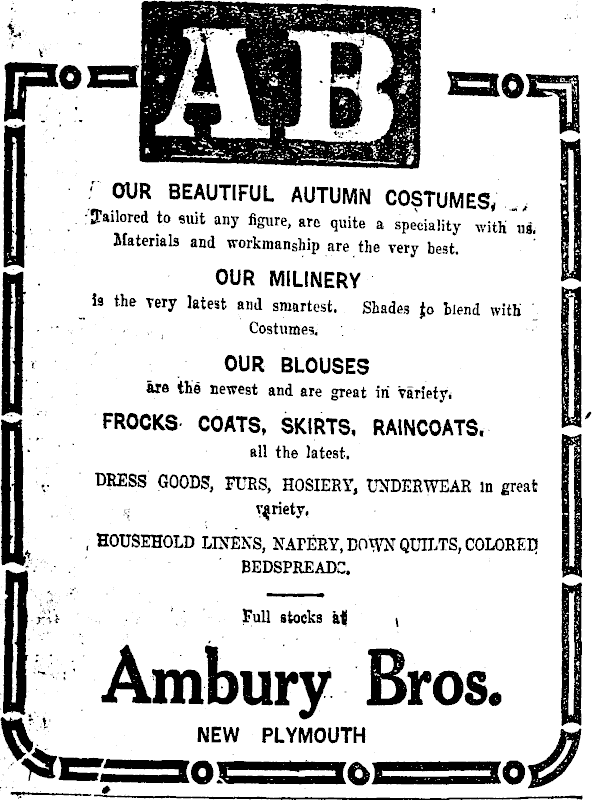 AB
OUR BEAUTIFUL AUTUMN COSTUMES,
Tailored to suit any figure, are quite a speciality with us.
Materials and workmanship are the very best.
OUR MILINERY
is the very latest and smartest. Shades to blend with
Costumes.
OUR BLOUSES
are the newest and are great in variety.
FROCKS COATS, SKIRTS, RAINCOATS,
all the latest.
DRESS GOODS, FURS, HOSIERY, UNDERWEAR in great
variety.
HOUSEHOLD LINENS, NAPERY, DOWN QUILTS, COLORED
BEDSPREADS.
Full stocks at
Ambury Bros.
NEW PLYMOUTH